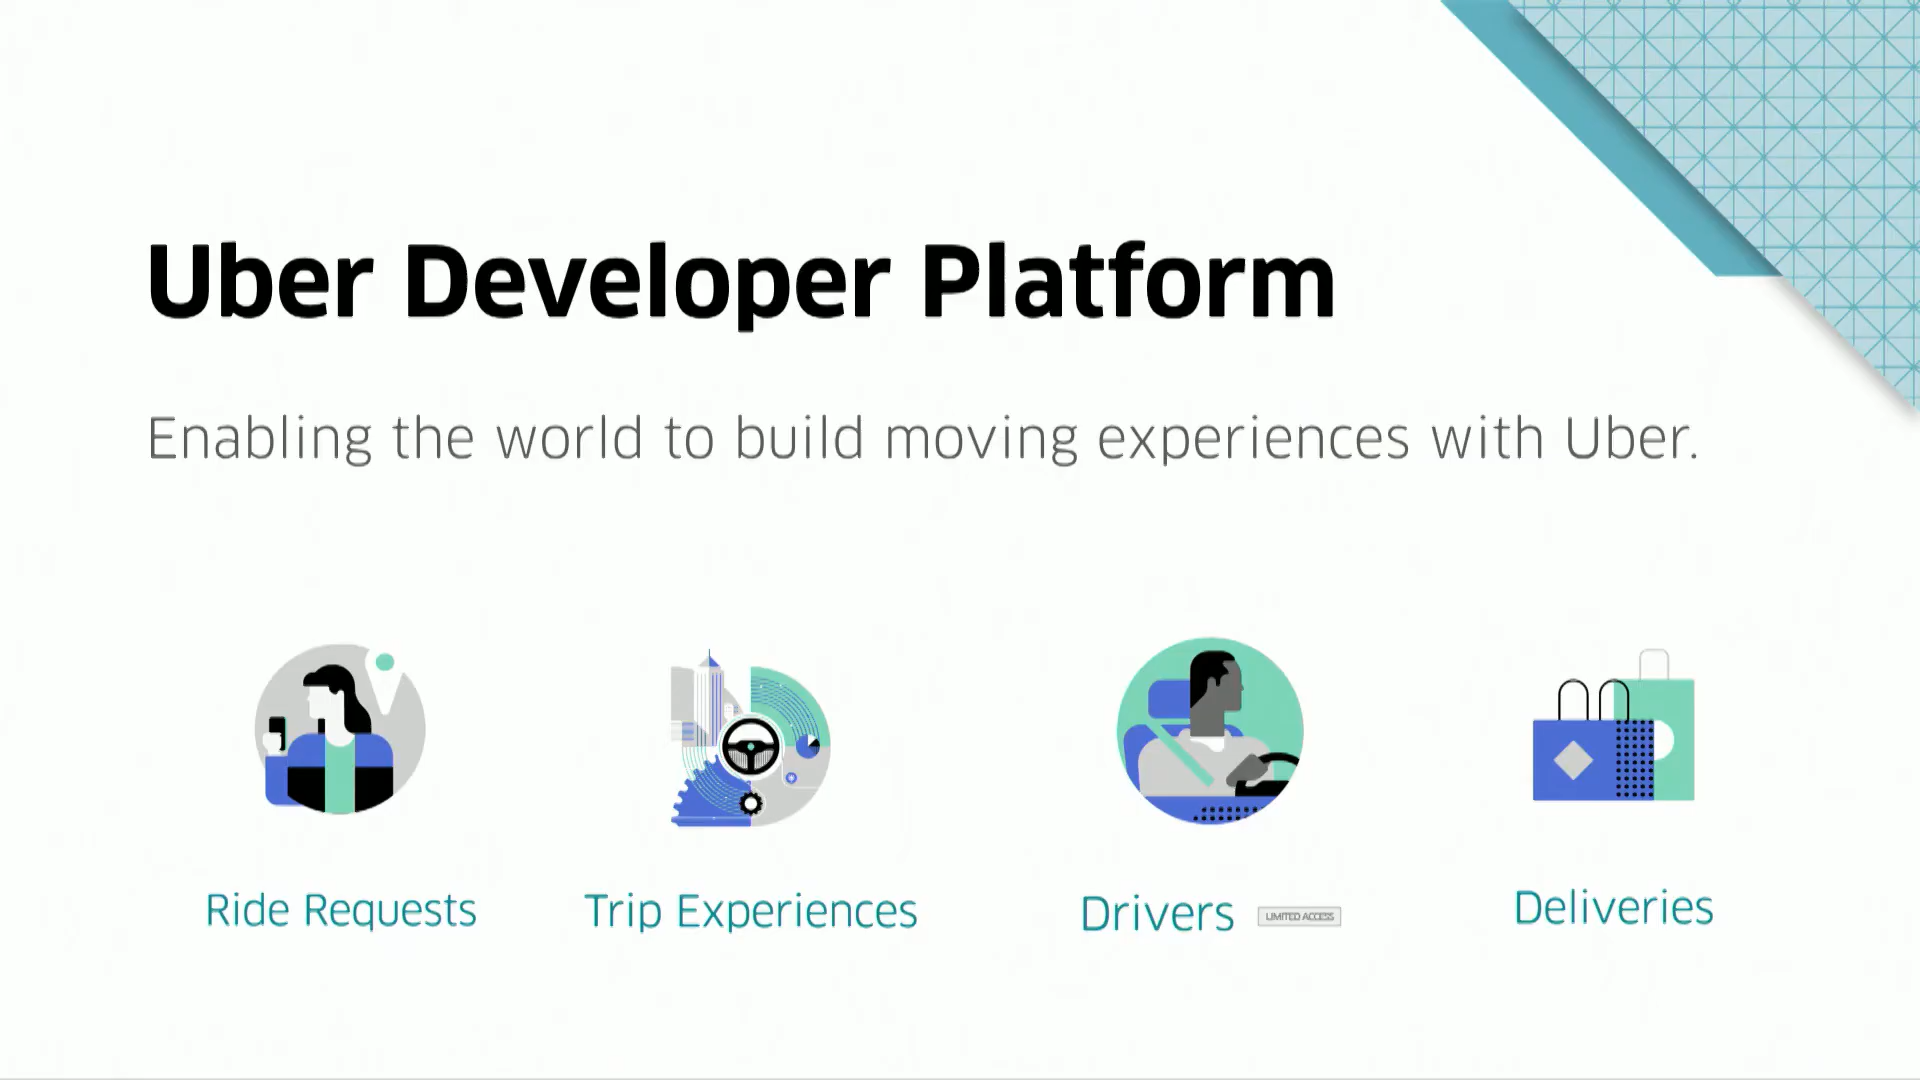 Uber Developer Platform
Enabling the world to build moving experiences with Uber.
Ride Requests
Trip Experiences
Drivers LIMITED ACCESS
Deliveries